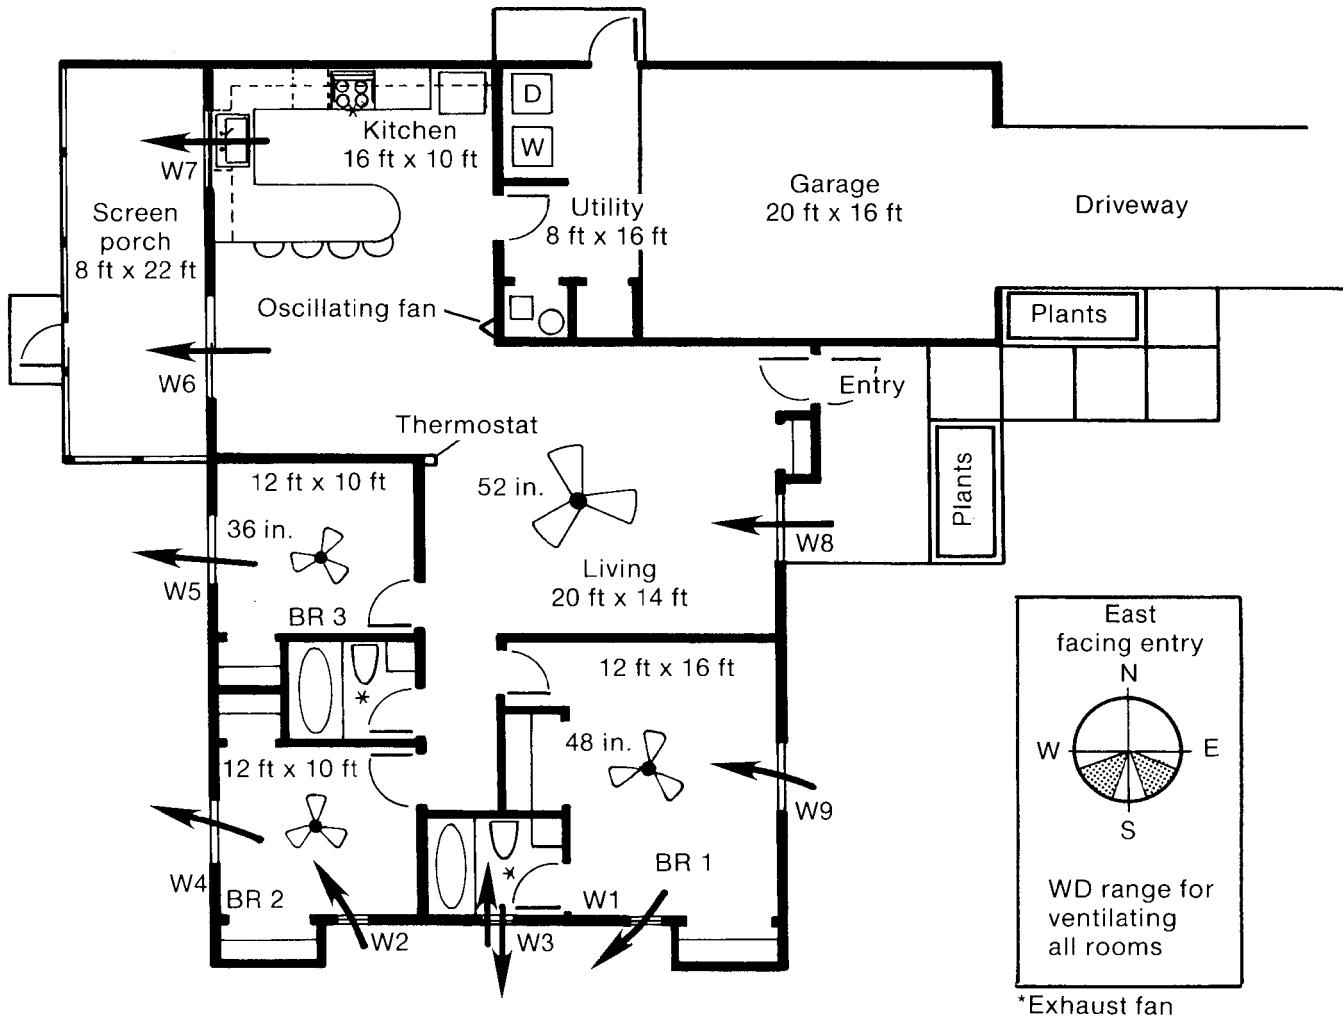 D
W
Kitchen
16 ft x 10 ft
W7
Screen
porch
8 ft x 22 ft
Utility
8 ft x 16 ft
Garage
20 ft x 16 ft
Driveway
Oscillating fan
Plants
W6
Entry
Thermostat
12 ft x 10 ft
52 in.
Plants
36 in.
W8
W5
Living
20 ft x 14 ft
BR 3
12 ft x 16 ft
48 in.
12 ft x 10 ft
W9
W4
BR 2
BR 1
W1
W2
W3
East
facing entry
N
W
E
S
WD range for
ventilating
all rooms
*
*
*
*Exhaust fan